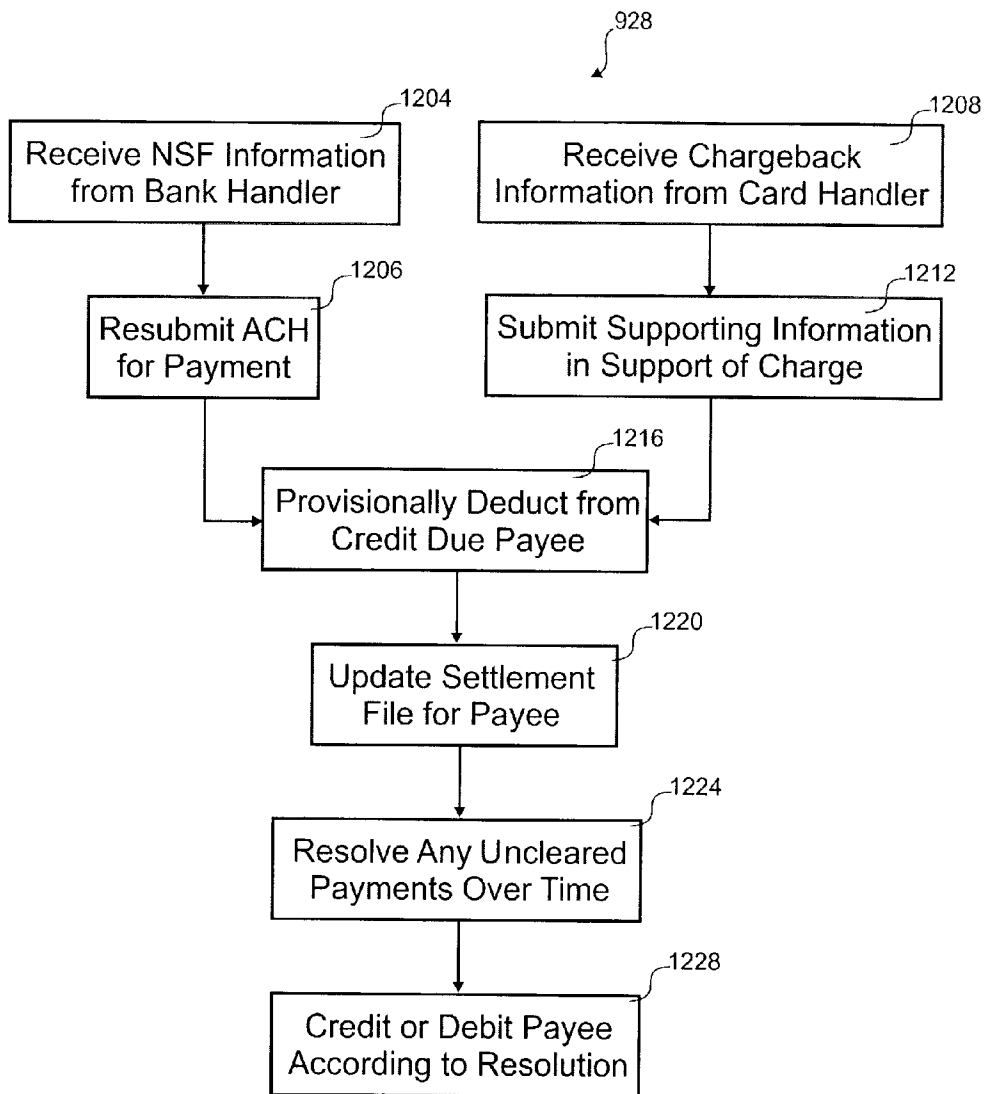 928
1204
Receive NSF Information
from Bank Handler
1208
Receive Chargeback
Information from Card Handler
1206
Resubmit ACH
for Payment
1212
Submit Supporting Information
in Support of Charge
1216
Provisionally Deduct from
Credit Due Payee
1220
Update Settlement
File for Payee
1224
Resolve Any Uncleared
Payments Over Time
1228
Credit or Debit Payee
According to Resolution